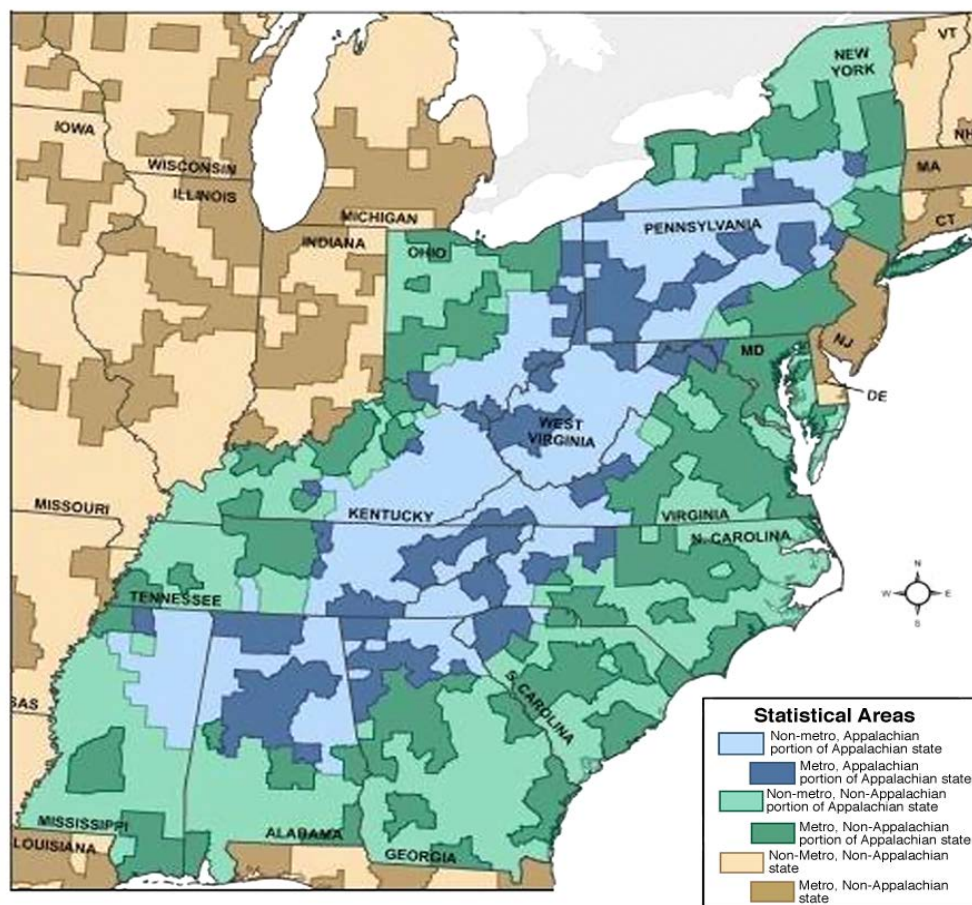 NEW
YORK
VT
NH
IOWA
WISCONSIN
ILLINOIS
MICHIGAN
MA
CT
INDIANA
OHIO
PENNSYLVANIA
MD
NJ
DE
WEST
VIRGINIA
MISSOURI
KENTUCKY
VIRGINIA
N. CAROLINA
TENNESSEE
N
W
E
S
SAS
S. CAROLINA
MISSISSIPPI
ALABAMA
GEORGIA
LOUISIANA
Statistical Areas
Non-metro, Appalachian
portion of Appalachian state
Metro, Appalachian
portion of Appalachian state
Non-metro, Non-Appalachian
portion of Appalachian state
Metro, Non-Appalachian
portion of Appalachian state
Non-Metro, Non-Appalachian
state
Metro, Non-Appalachian
state